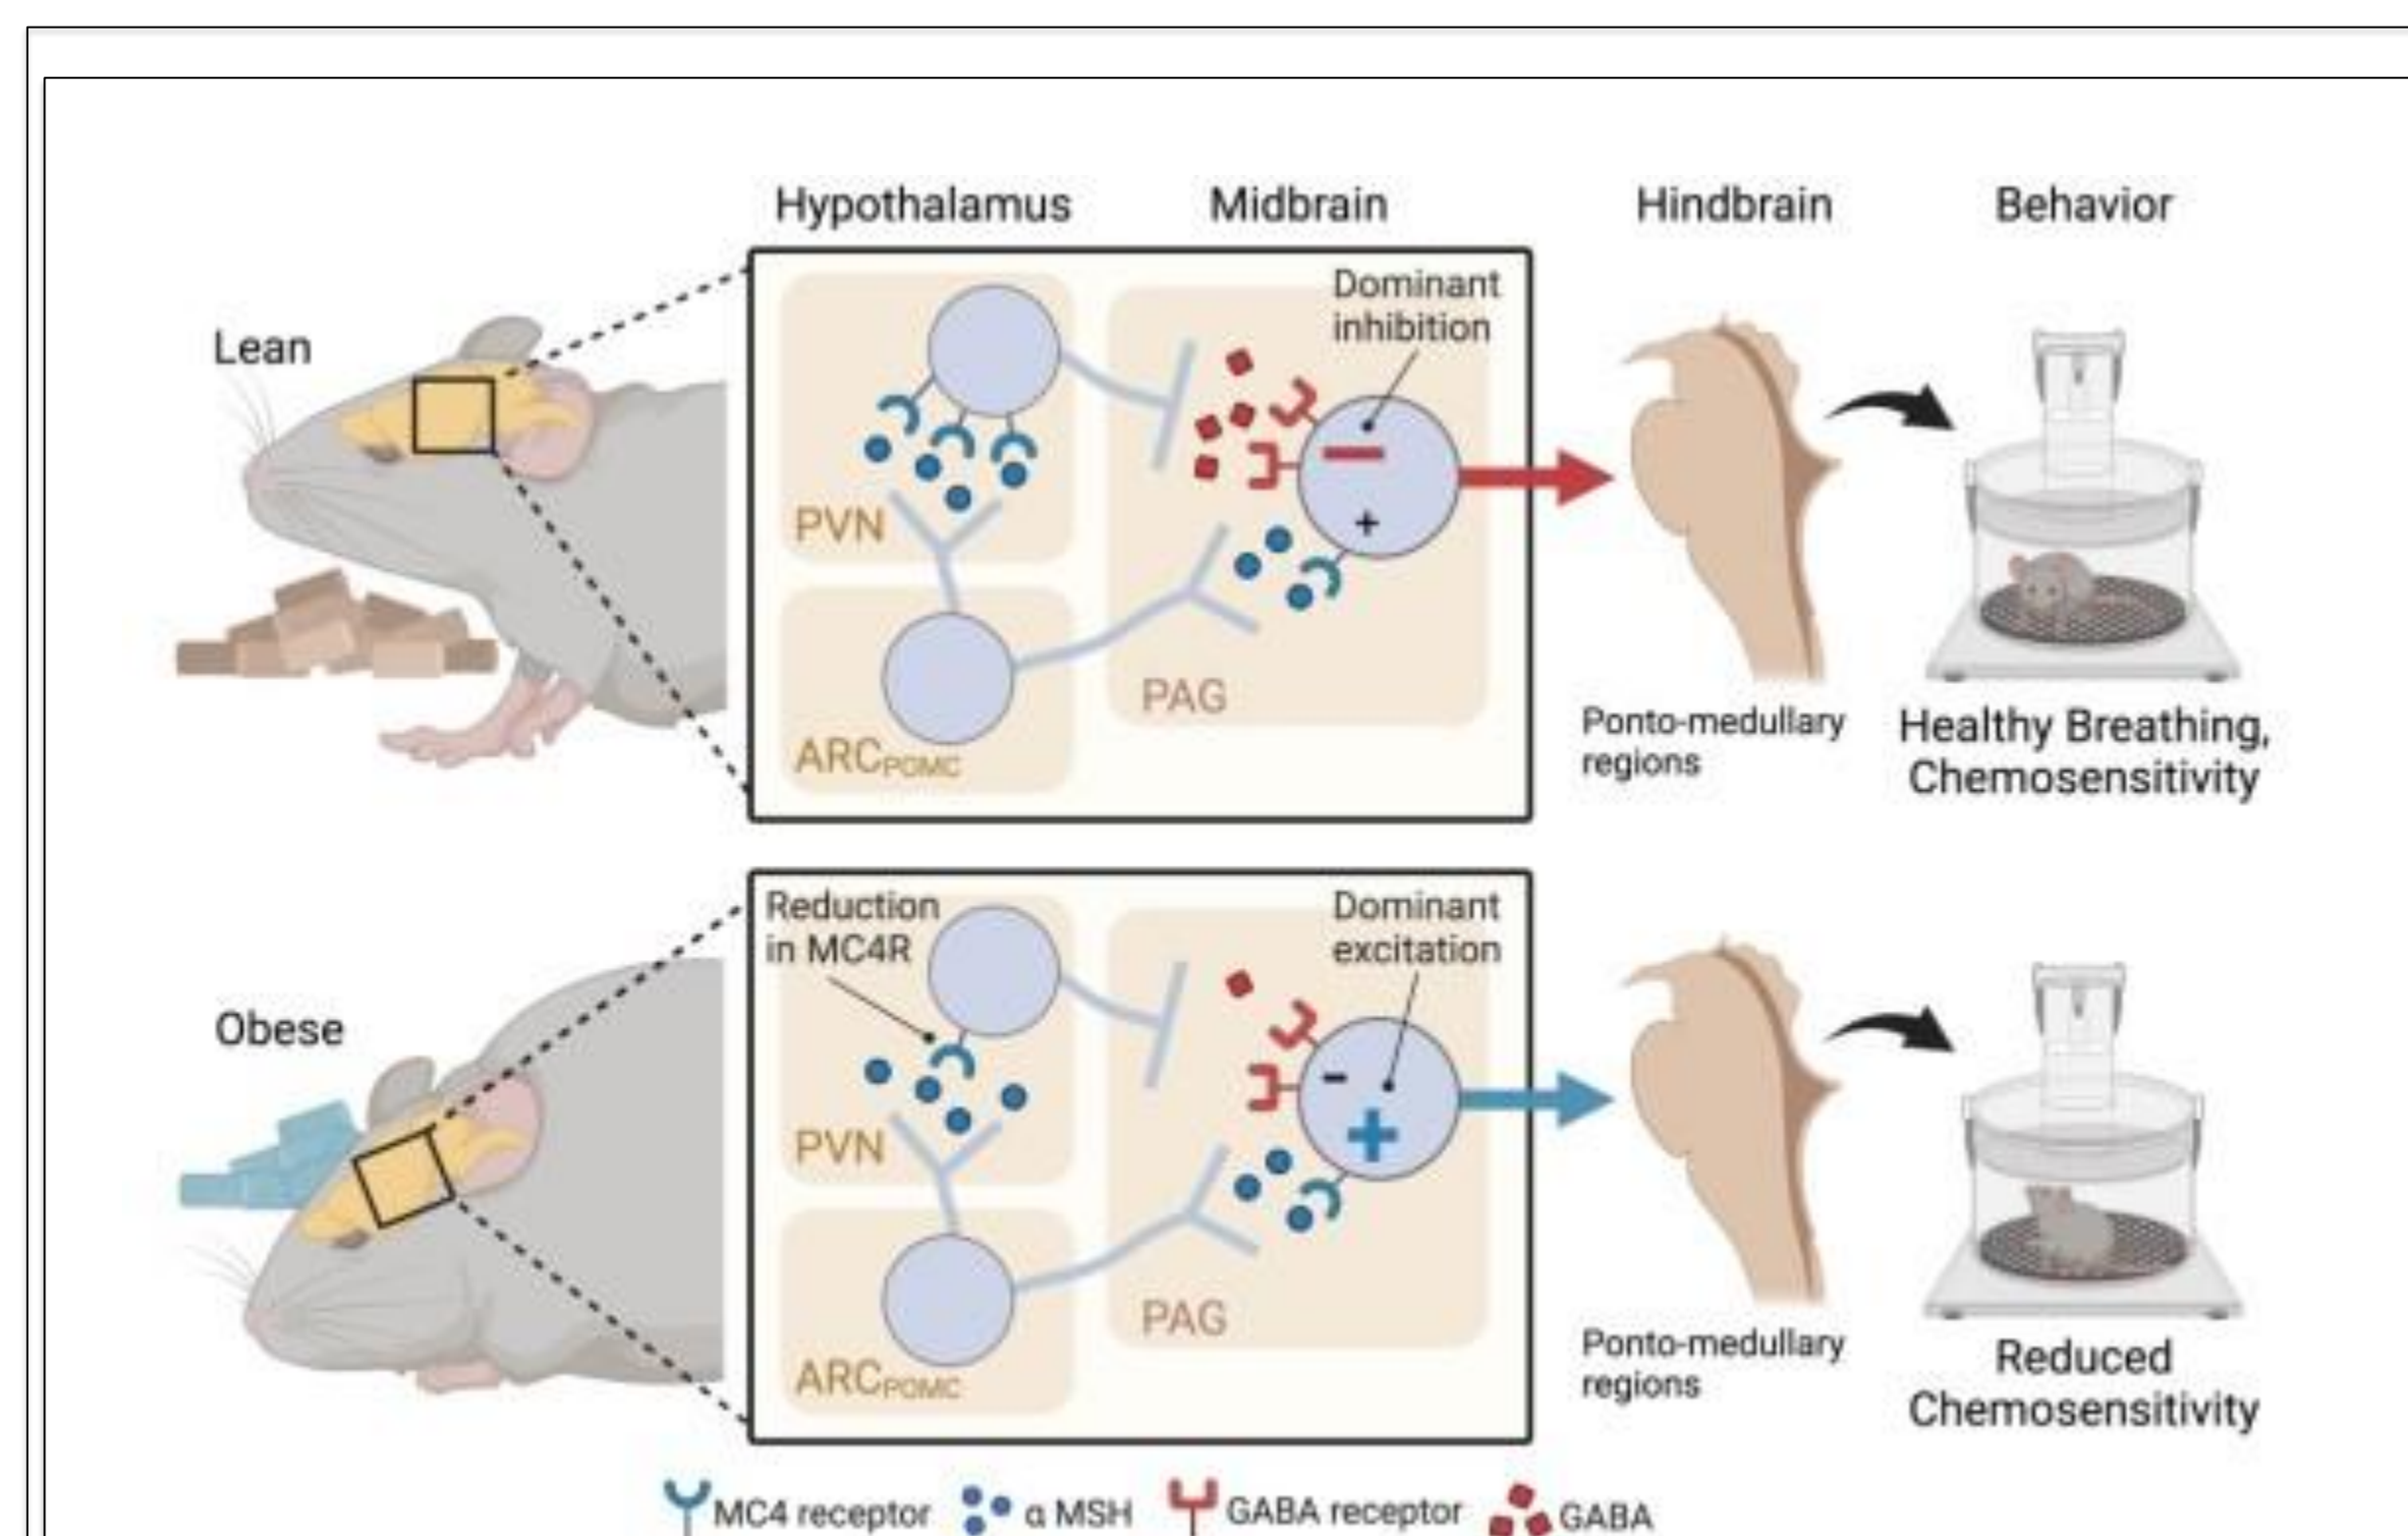 Hypothalamus Midbrain Hindbrain Behavior
Lean
Dominant
inhibition
PVN
PAG
ARCPOMC
Ponto-medullary
regions
Healthy Breathing,
Chemosensitivity
Obese
Reduction
in MC4R
Dominant
excitation
PVN
PAG
ARCPOMC
Ponto-medullary
regions
Reduced
Chemosensitivity
MC4 receptor α MSH GABA receptor GABA